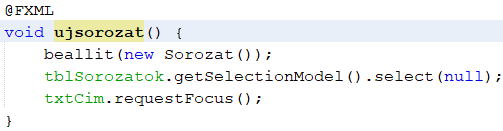 @FXML
void ujsorozat() {
beallit(new Sorozat());
tblSorozatok.getSelectionModel().select(null);
txtCim.requestFocus();
}